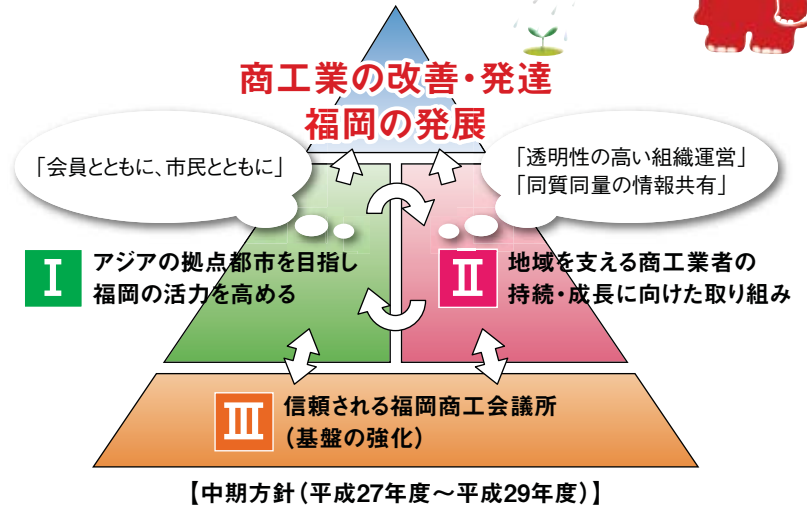 商工業の改善・発達
福岡の発展
「会員とともに、市民とともに」
「透明性の高い組織運営」
「同質同量の情報共有」
Ⅰ
アジアの拠点都市を目指し
福岡の活力を高める
Ⅱ
地域を支える商工業者の
持続・成長に向けた取り組み
Ⅲ
信頼される福岡商工会議所
（基盤の強化）
【中期方針（平成27年度～平成29年度）】